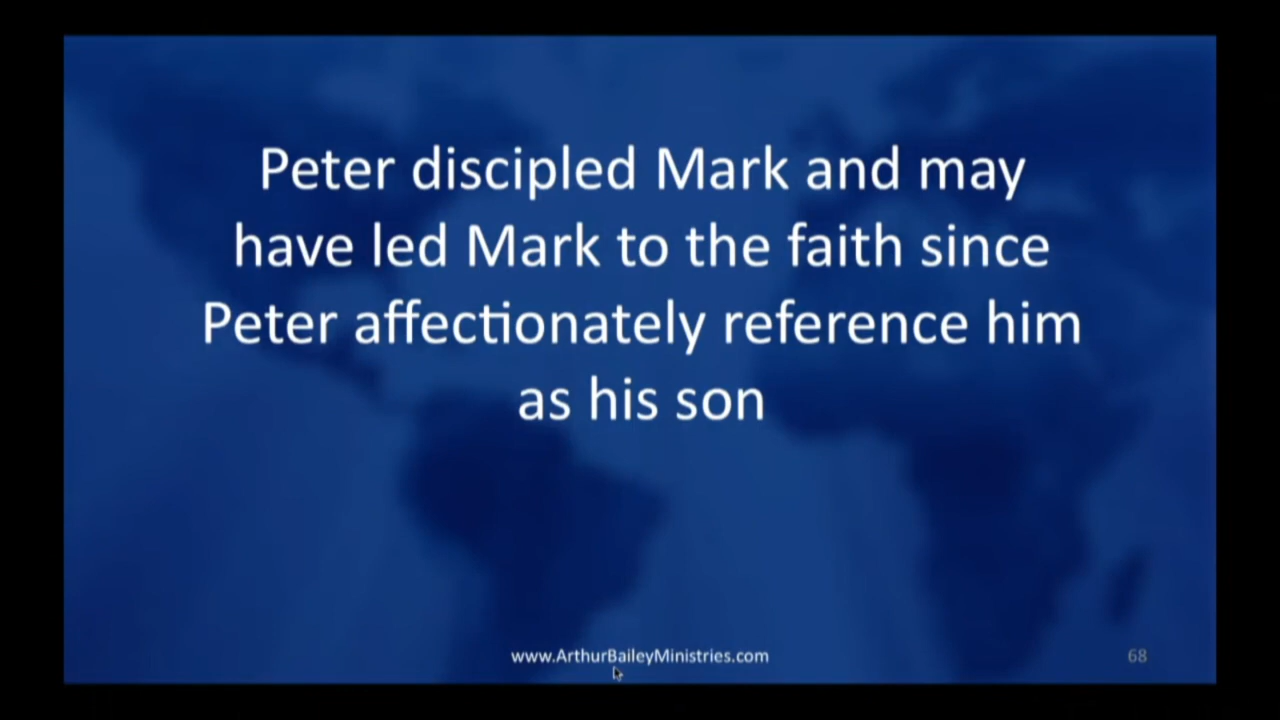 Peter discipled Mark and may
have led Mark to the faith since
Peter affectionately reference him
as his son
www.ArthurBaileyMinistries.com
68